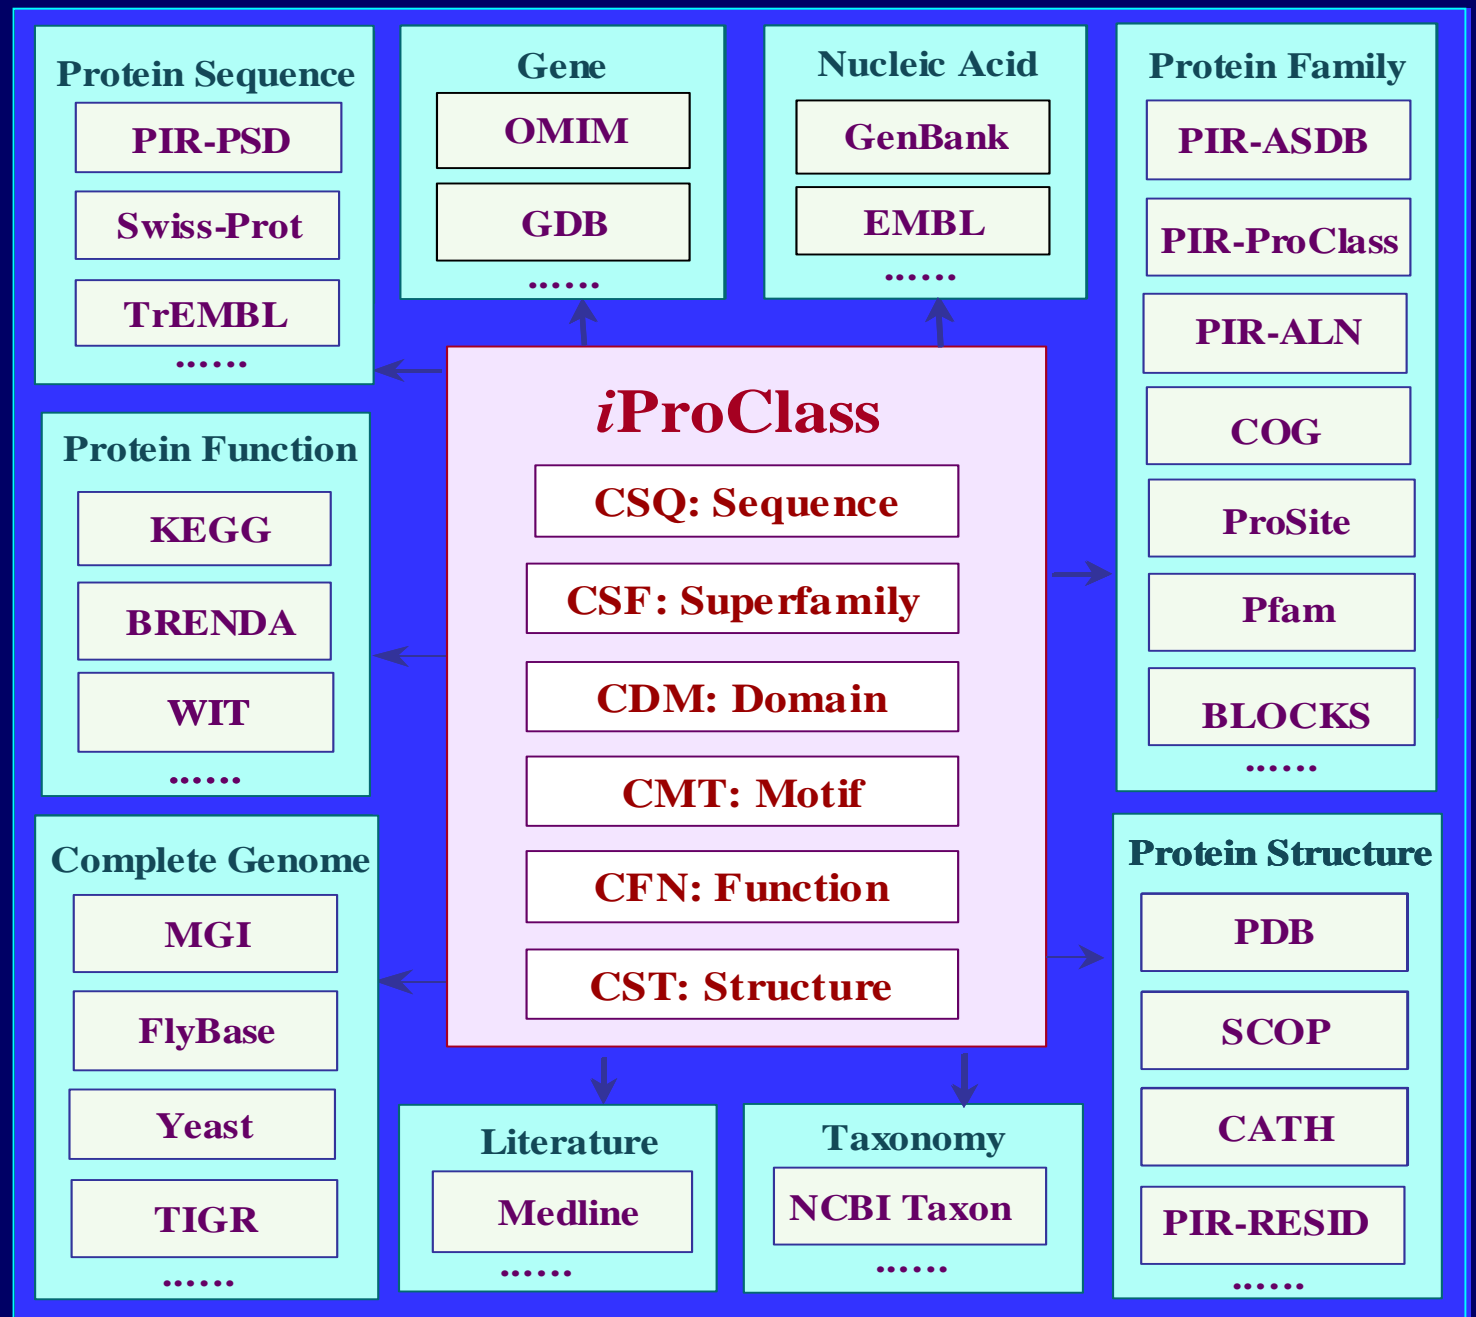 Protein Sequence
PIR-PSD
Swiss-Prot
TrEMBL
......
Gene
OMIM
GDB
......
Nucleic Acid
GenBank
EMBL
......
Protein Family
PIR-ASDB
PIR-ProClass
PIR-ALN
COG
ProSite
Pfam
BLOCKS
......
iProClass
CSQ: Sequence
CSF: Superfamily
CDM: Domain
CMT: Motif
CFN: Function
CST: Structure
Protein Function
KEGG
BRENDA
WIT
......
Complete Genome
MGI
FlyBase
Yeast
TIGR
......
Literature
Medline
......
Taxonomy
NCBI Taxon
......
Protein Structure
PDB
SCOP
CATH
PIR-RESID
......